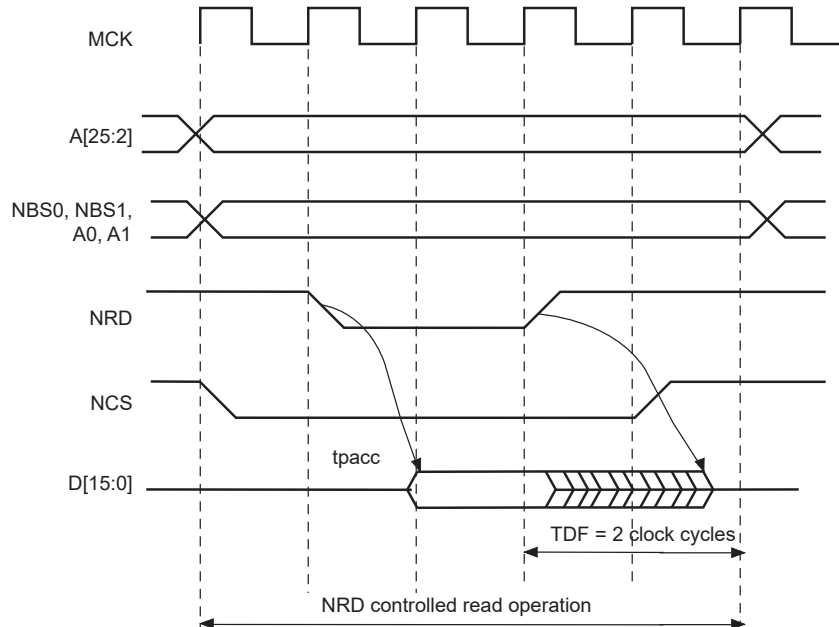 MCK
A[25:2]
NBS0, NBS1,
A0, A1
NRD
NCS
tpacc
D[15:0]
TDF = 2 clock cycles
NRD controlled read operation